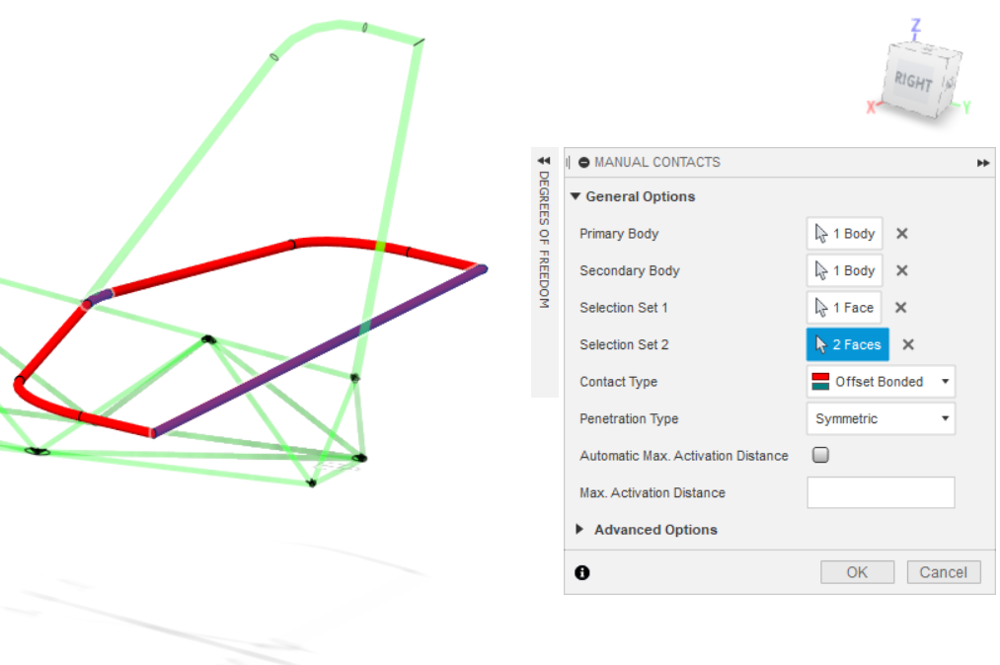 Z
RIGHT
X
Y
DEGREES OF FREEDOM
MANUAL CONTACTS
General Options
Primary Body 1 Body
Secondary Body 1 Body
Selection Set 1 1 Face
Selection Set 2 2 Faces
Contact Type Offset Bonded
Penetration Type Symmetric
Automatic Max. Activation Distance
Max. Activation Distance
Advanced Options
OK Cancel